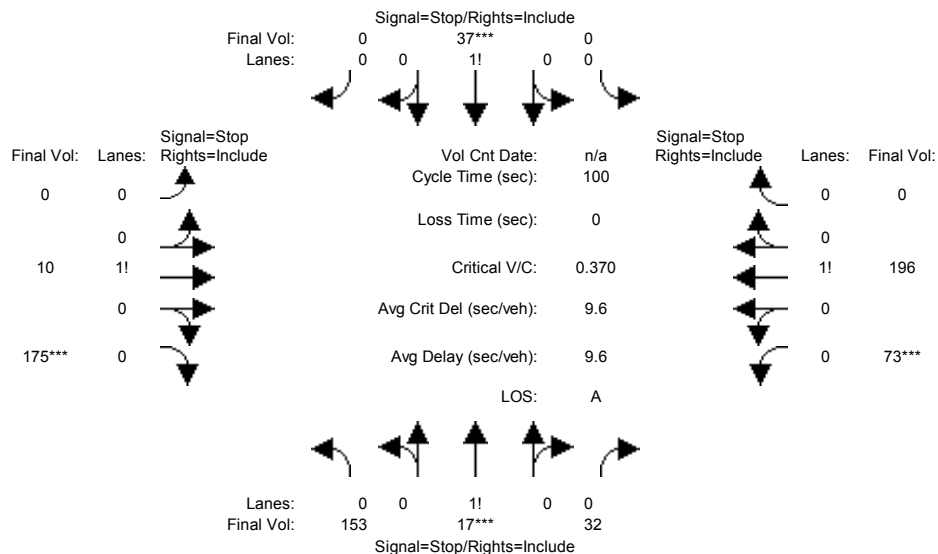 Signal=Stop/Rights=Include
Final Vol: 0 37*** 0
Lanes: 0 0 1! 0 0
Signal=Stop Signal=Stop
Final Vol: Lanes: Rights=Include Vol Cnt Date: n/a Rights=Include Lanes: Final Vol:
Cycle Time (sec): 100
0 0 0 0
Loss Time (sec): 0
0 0
10 1! Critical V/C: 0.370 1! 196
0 Avg Crit Del (sec/veh): 9.6 0
175*** 0 Avg Delay (sec/veh): 9.6 0 73***
LOS: A
Lanes: 0 0 1! 0 0
Final Vol: 153 17*** 32
Signal=Stop/Rights=Include